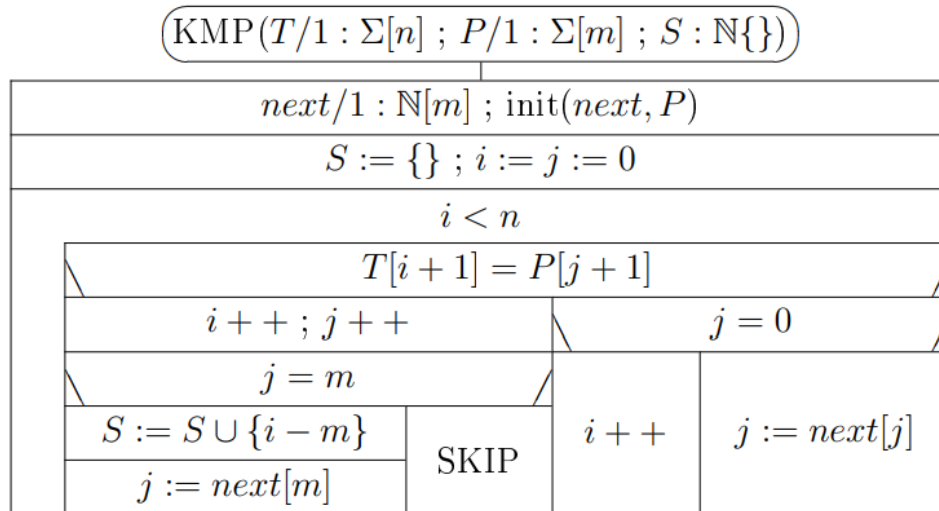 KMP(T/1 : Σ[n] ; P/1 : Σ[m] ; S : ℕ{})
next/1 : ℕ[m] ; init(next, P)
S := {} ; i := j := 0
i < n
T[i + 1] = P[j + 1]
i + + ; j + +
j = 0
j = m
S := S ∪ {i − m}
SKIP
i + +
j := next[j]
j := next[m]